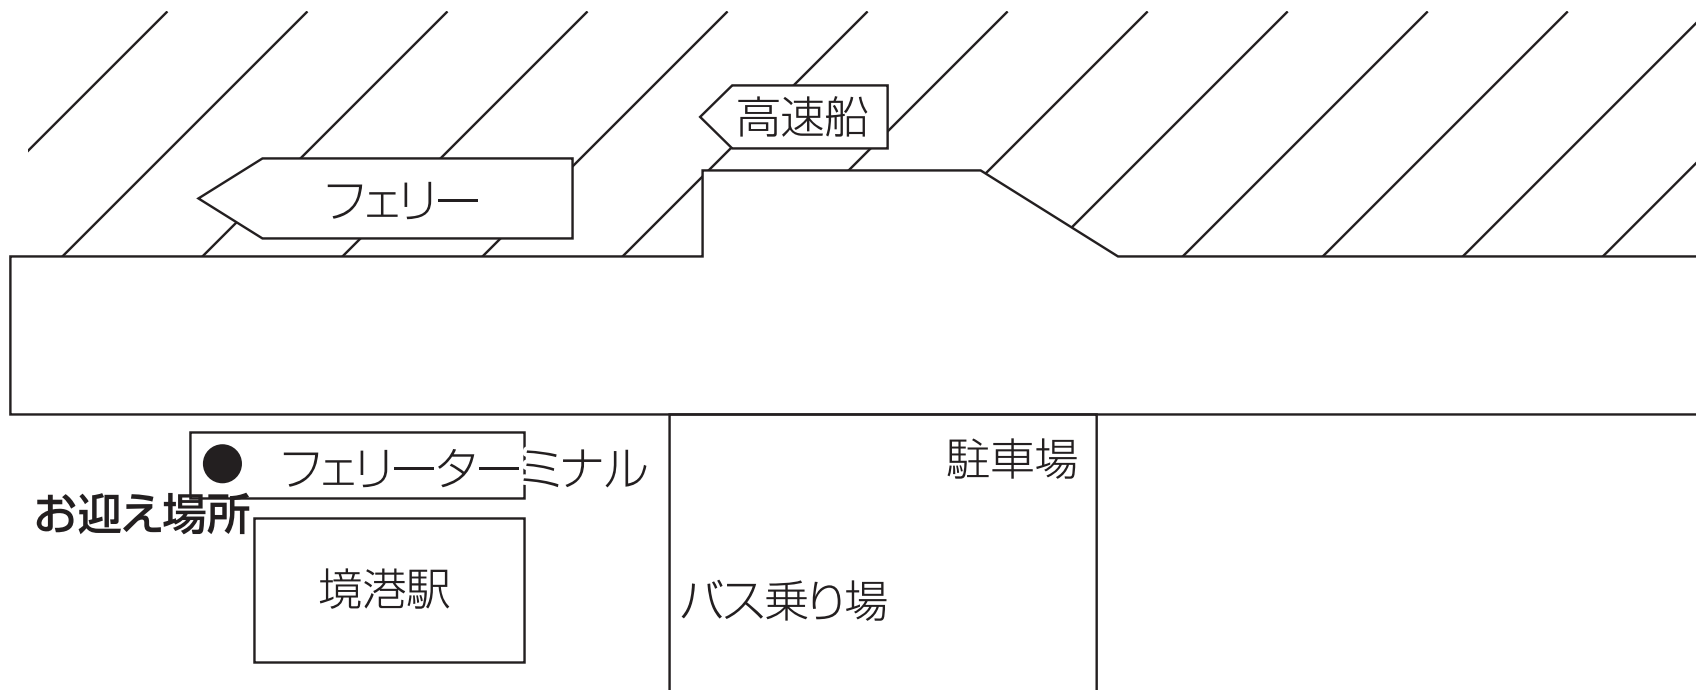 高速船
フェリー
フェリーターミナル
駐車場
お迎え場所
境港駅
バス乗り場